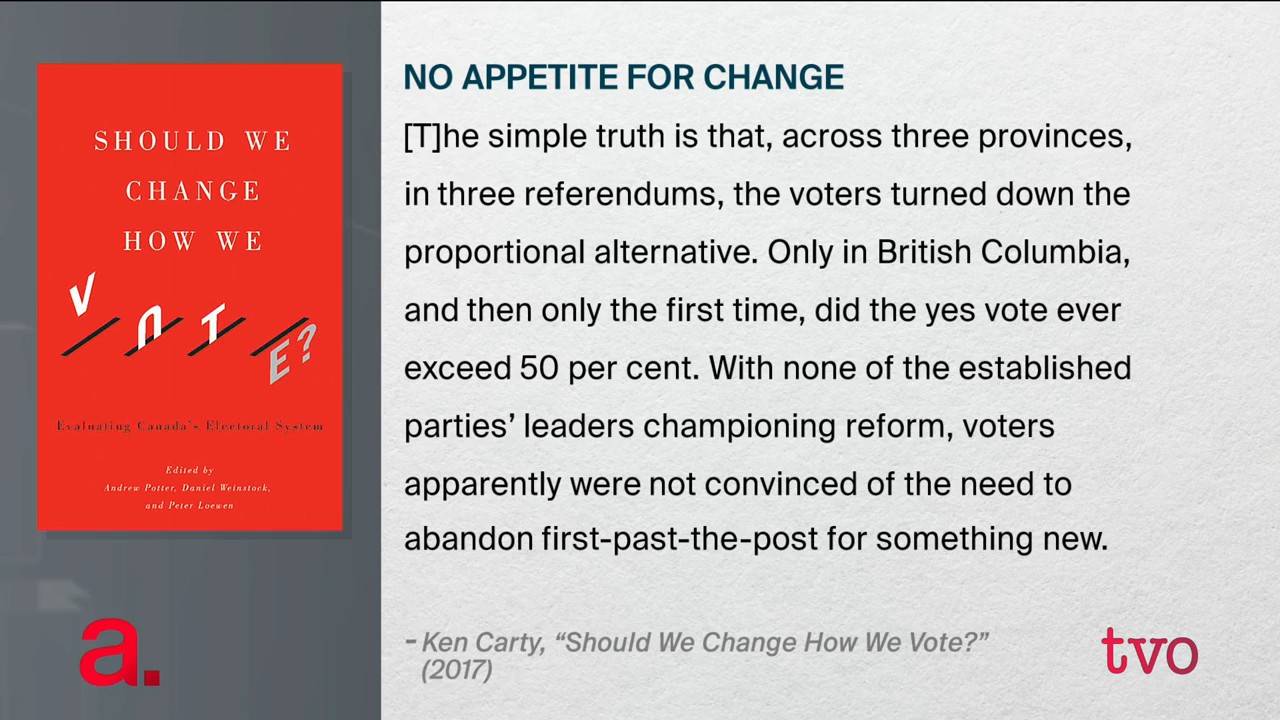 SHOULD WE
CHANGE
HOW WE
VOTE?
Evaluating Canada's Electoral System
Edited by
Andrew Potter, Daniel Weinstock,
and Peter Loewen
a.
NO APPETITE FOR CHANGE
[T]he simple truth is that, across three provinces,
in three referendums, the voters turned down the
proportional alternative. Only in British Columbia,
and then only the first time, did the yes vote ever
exceed 50 per cent. With none of the established
parties’ leaders championing reform, voters
apparently were not convinced of the need to
abandon first-past-the-post for something new.
- Ken Carty, “Should We Change How We Vote?”
(2017)
tvo